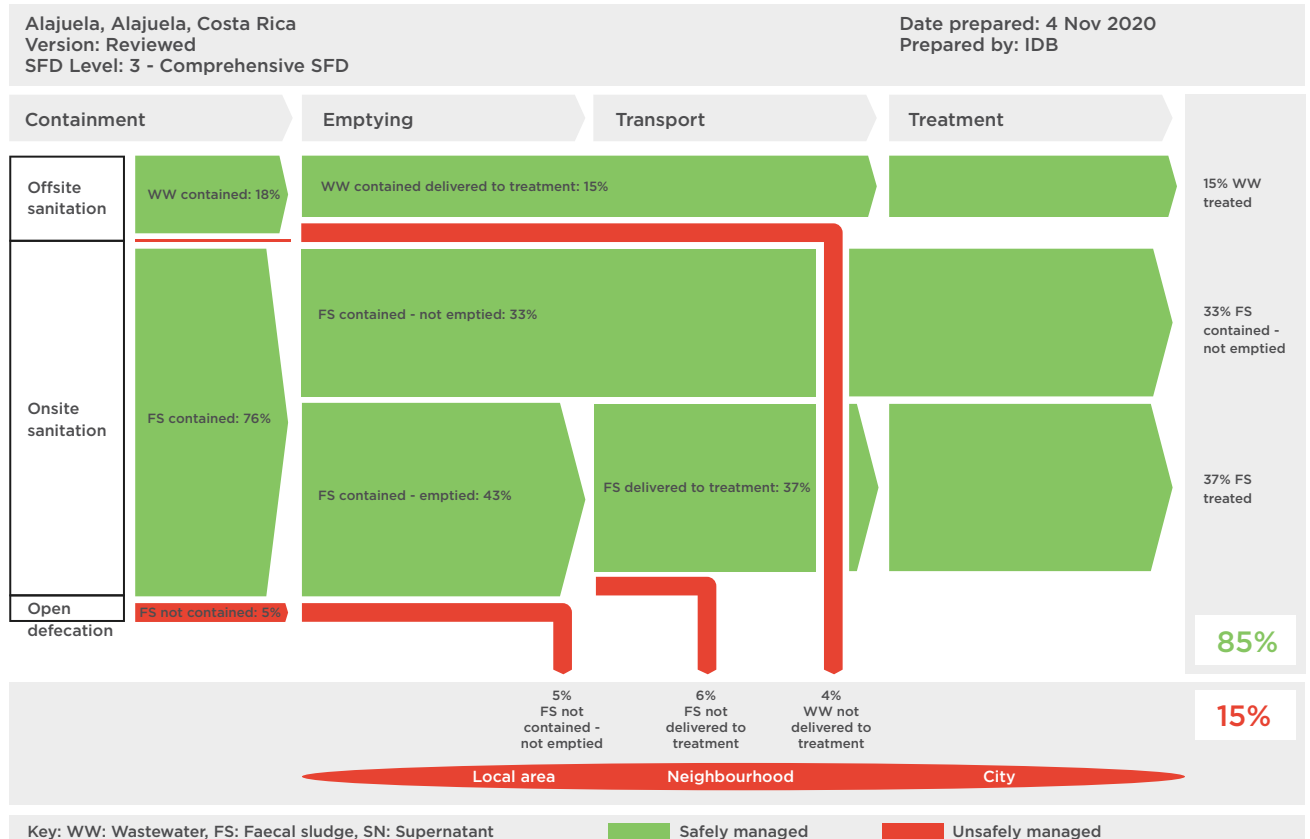 Alajuela, Alajuela, Costa Rica
Version: Reviewed
SFD Level: 3 - Comprehensive SFD
Date prepared: 4 Nov 2020
Prepared by: IDB
Containment
Emptying
Transport
Treatment
Offsite
sanitation
WW contained: 18%
WW contained delivered to treatment: 15%
15% WW
treated
Onsite
sanitation
FS contained: 76%
FS contained - not emptied: 33%
33% FS
contained -
not emptied
FS contained - emptied: 43%
FS delivered to treatment: 37%
37% FS
treated
Open
defecation
FS not contained: 5%
85%
5%
FS not
contained -
not emptied
6%
FS not
delivered to
treatment
4%
WW not
delivered to
treatment
15%
Local area
Neighbourhood
City
Key: WW: Wastewater, FS: Faecal sludge, SN: Supernatant
Safely managed
Unsafely managed